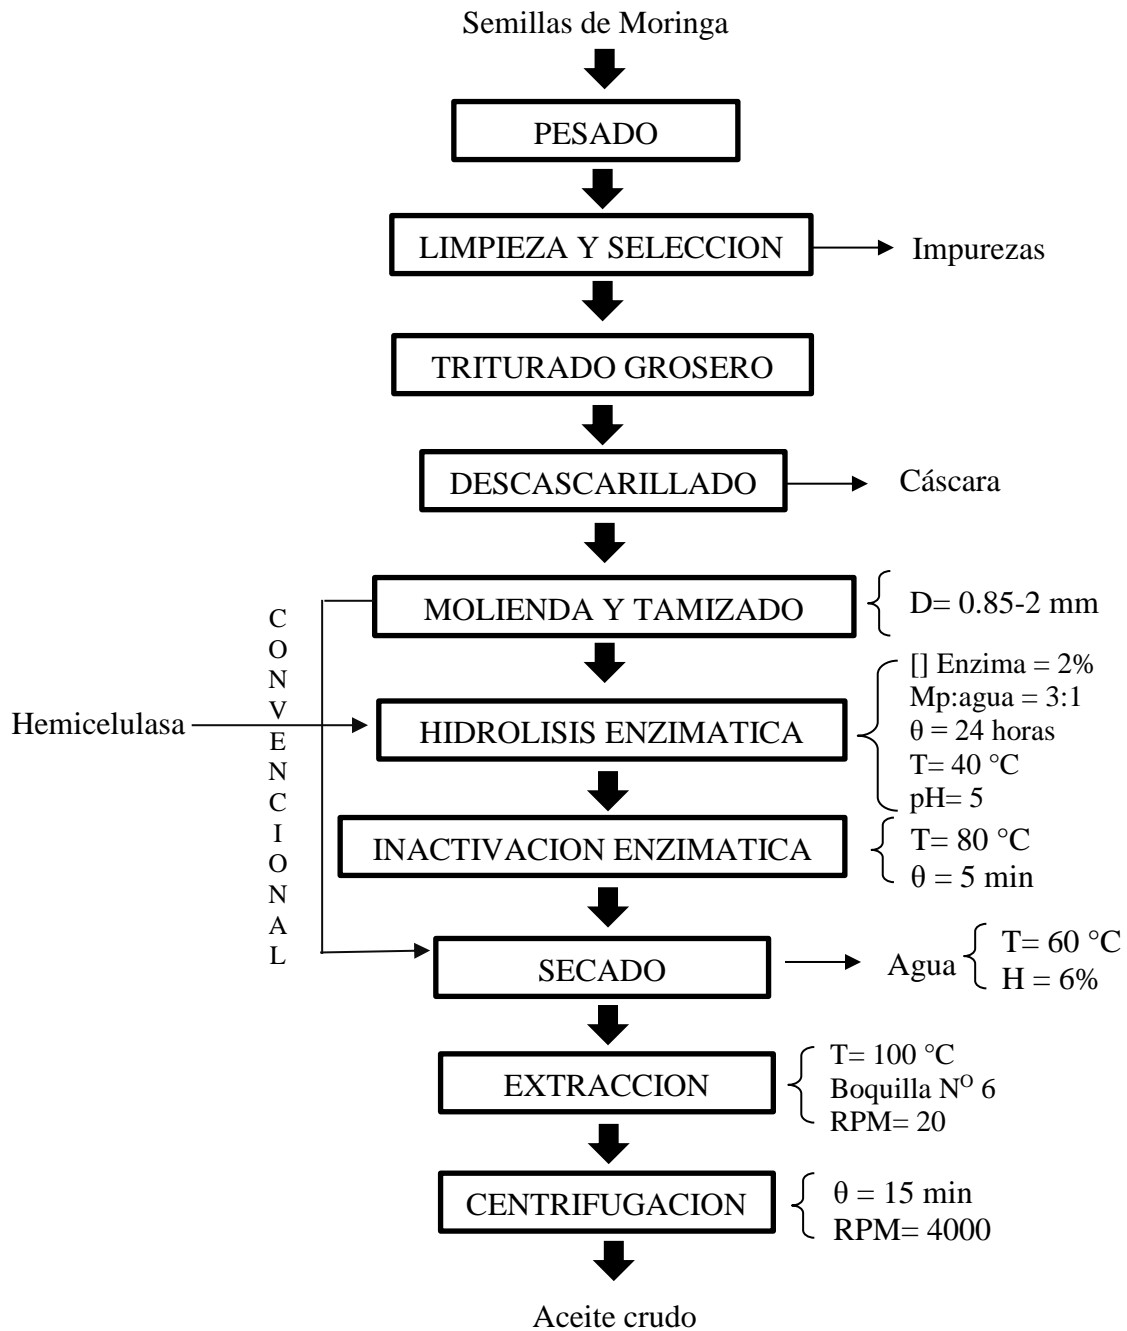 Semillas de Moringa
PESADO
LIMPIEZA Y SELECCION
Impurezas
TRITURADO GROSERO
DESCASCARILLADO
Cáscara
MOLIENDA Y TAMIZADO
D= 0.85-2 mm
CONVENCIONAL
Hemicelulasa
HIDROLISIS ENZIMATICA
[] Enzima = 2%
Mp:agua = 3:1
θ = 24 horas
T= 40 °C
pH= 5
INACTIVACION ENZIMATICA
T= 80 °C
θ = 5 min
SECADO
Agua
T= 60 °C
H = 6%
EXTRACCION
T= 100 °C
Boquilla Nº 6
RPM= 20
CENTRIFUGACION
θ = 15 min
RPM= 4000
Aceite crudo